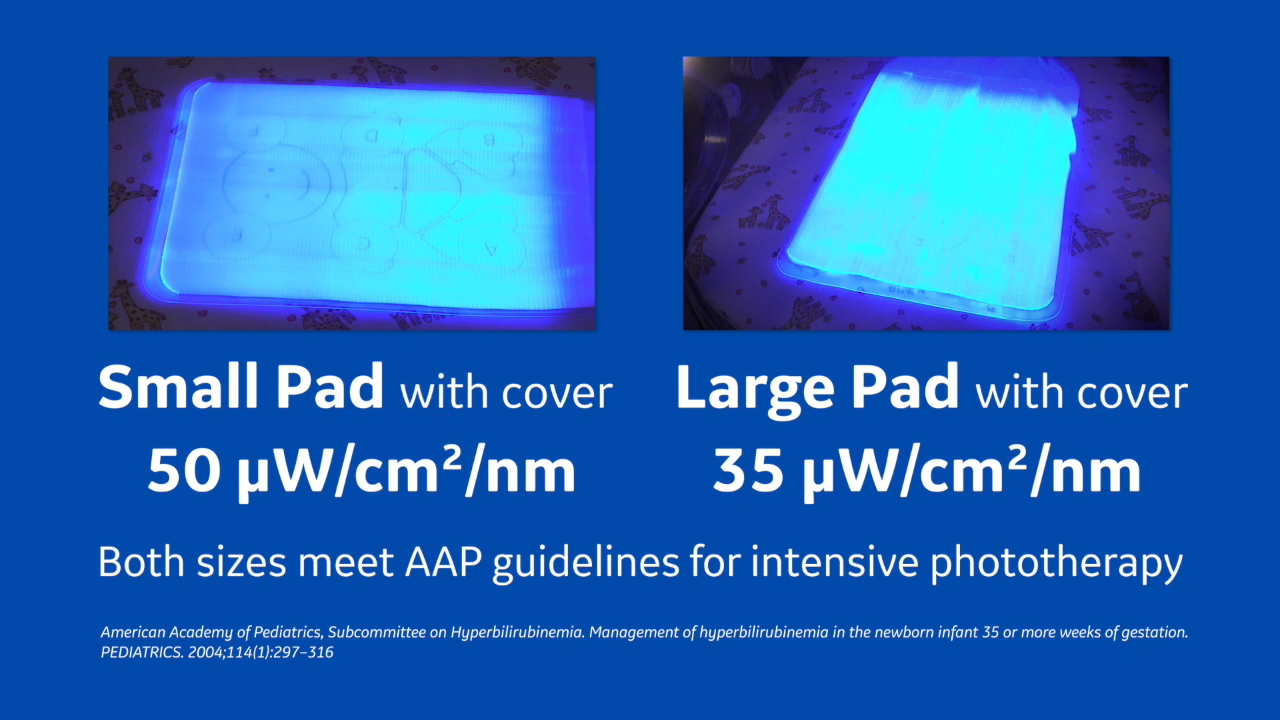 Small Pad with cover
50 µW/cm²/nm
Large Pad with cover
35 µW/cm²/nm
Both sizes meet AAP guidelines for intensive phototherapy
American Academy of Pediatrics, Subcommittee on Hyperbilirubinemia. Management of hyperbilirubinemia in the newborn infant 35 or more weeks of gestation.
PEDIATRICS. 2004;114(1):297–316